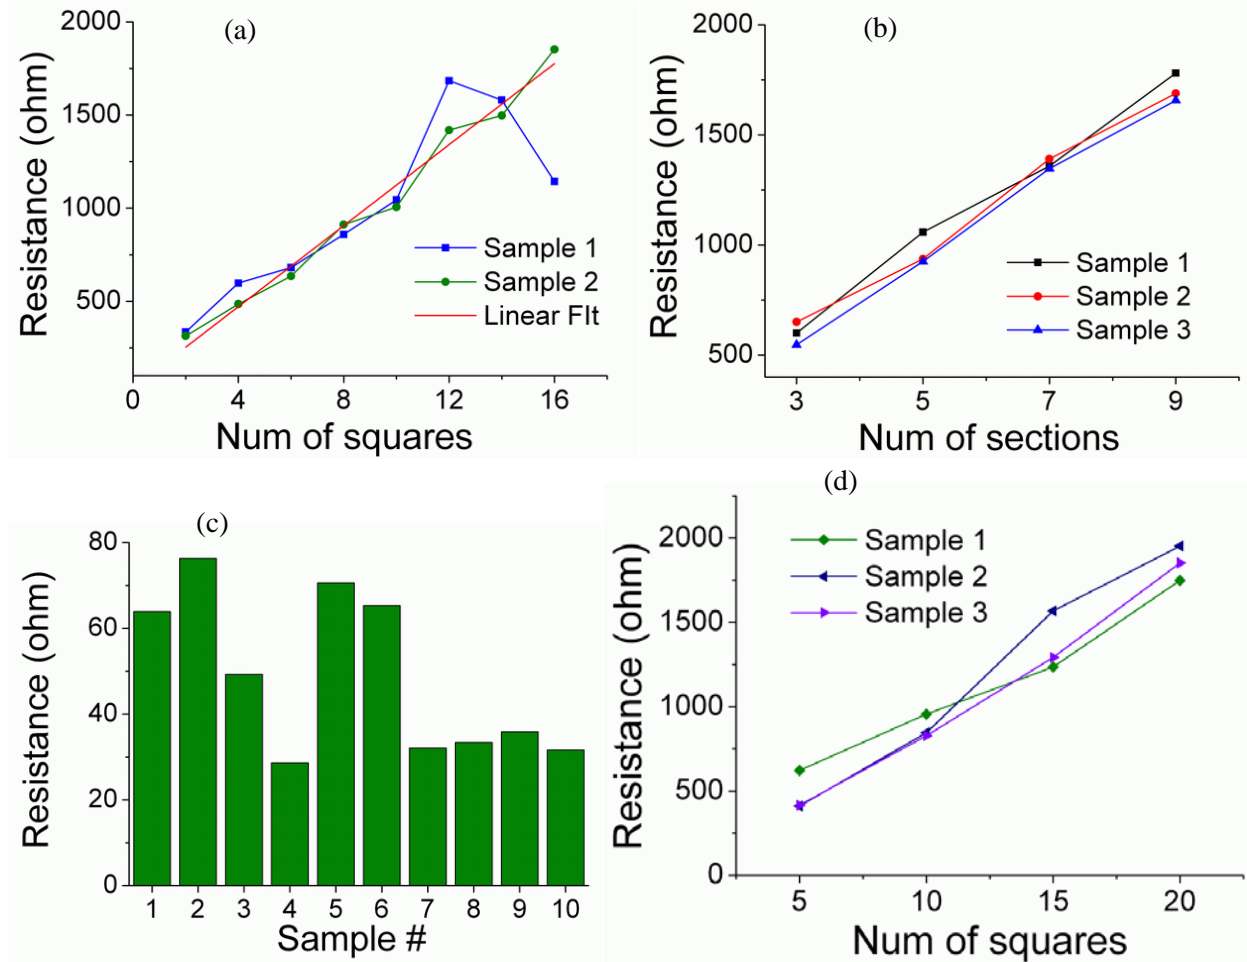 (a)
2000
1500
1000
500
Resistance (ohm)
Sample 1
Sample 2
Linear FIt
0 4 8 12 16
Num of squares
(b)
2000
1500
1000
500
Resistance (ohm)
Sample 1
Sample 2
Sample 3
3 5 7 9
Num of sections
(c)
80
60
40
20
0
Resistance (ohm)
1 2 3 4 5 6 7 8 9 10
Sample #
(d)
2000
1500
1000
500
0
Resistance (ohm)
Sample 1
Sample 2
Sample 3
5 10 15 20
Num of squares